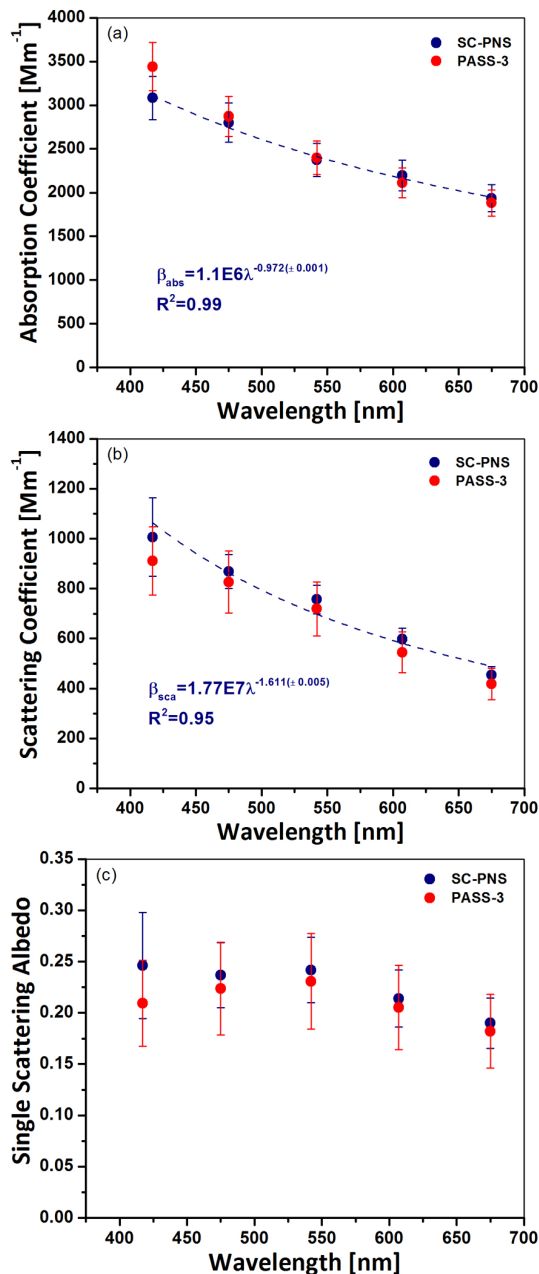 (a)
SC-PNS
PASS-3
Absorption Coefficient [Mm⁻¹]
4000
3500
3000
2500
2000
1500
1000
500
0
βabs=1.1E6λ^-0.972(± 0.001)
R²=0.99
400 450 500 550 600 650 700
Wavelength [nm]
(b)
SC-PNS
PASS-3
Scattering Coefficient [Mm⁻¹]
1400
1200
1000
800
600
400
200
0
βsca=1.77E7λ^-1.611(± 0.005)
R²=0.95
400 450 500 550 600 650 700
Wavelength [nm]
(c)
SC-PNS
PASS-3
Single Scattering Albedo
0.35
0.30
0.25
0.20
0.15
0.10
0.05
0.00
400 450 500 550 600 650 700
Wavelength [nm]